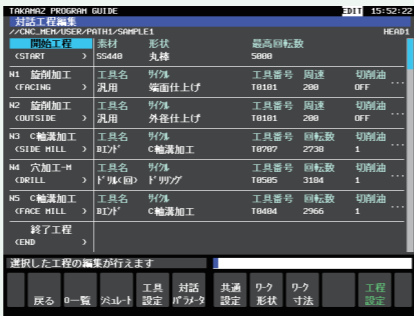 TAKAMAZ PROGRAM GUIDE EDIT 15:52:22
対話工程編集
//CNC_MEM/USER/PATH1/SAMPLE1 HEAD1
開始工程 素材 形状 最高回転数
<START > SS440 丸棒 5000
N1 旋削加工 工具名 サイクル 工具番号 周速 切削油
<FACING > 汎用 端面仕上げ T0101 200 OFF ...
N2 旋削加工 工具名 サイクル 工具番号 周速 切削油
<OUTSIDE > 汎用 外径仕上げ T0101 200 OFF ...
N3 C軸溝加工 工具名 サイクル 工具番号 回転数 切削油
<SIDE MILL > Bエンド C軸溝加工 T0707 2738 1 ...
N4 穴加工-M 工具名 サイクル 工具番号 回転数 切削油
<DRILL > ドリル(回) ドリリング T0505 3184 1 ...
N5 C軸溝加工 工具名 サイクル 工具番号 回転数 切削油
<FACE MILL > Bエンド C軸溝加工 T0404 2966 1 ...
終了工程
<END >
選択した工程の編集が行えます
戻る 0一覧 シミュレート 工具設定 対話パラメータ 共通設定 ワーク形状 ワーク寸法 工程設定